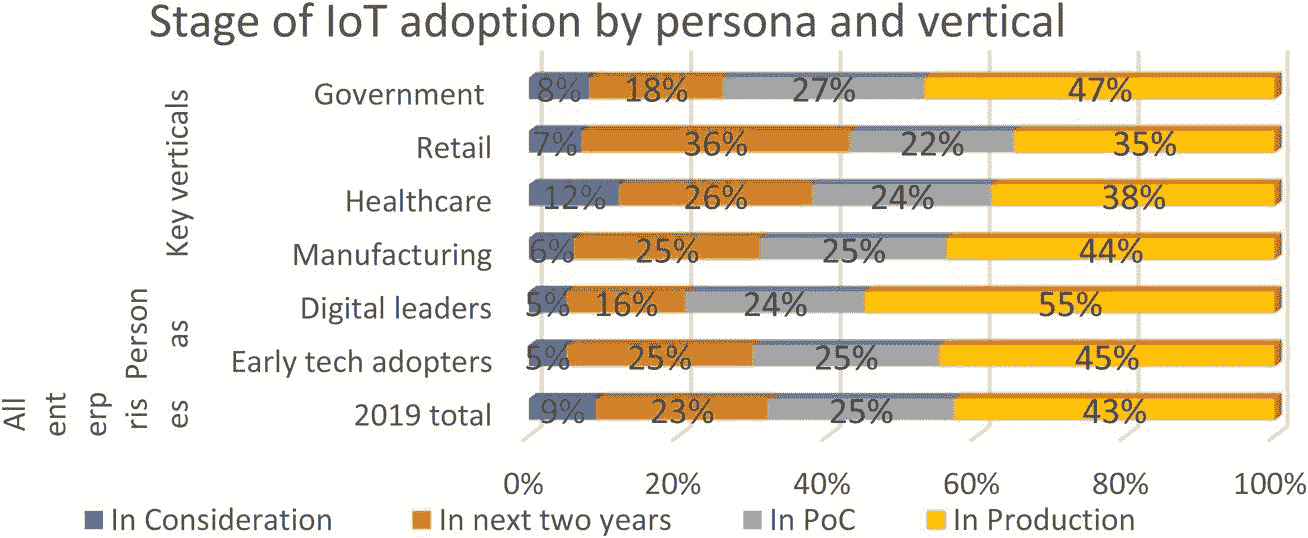 Stage of IoT adoption by persona and vertical
Key verticals
Government 8% 18% 27% 47%
Retail 7% 36% 22% 35%
Healthcare 12% 26% 24% 38%
Manufacturing 6% 25% 25% 44%
Person
as
Digital leaders 5% 16% 24% 55%
Early tech adopters 5% 25% 25% 45%
All
ent
erp
ris
es
2019 total 9% 23% 25% 43%
0% 20% 40% 60% 80% 100%
In Consideration In next two years In PoC In Production